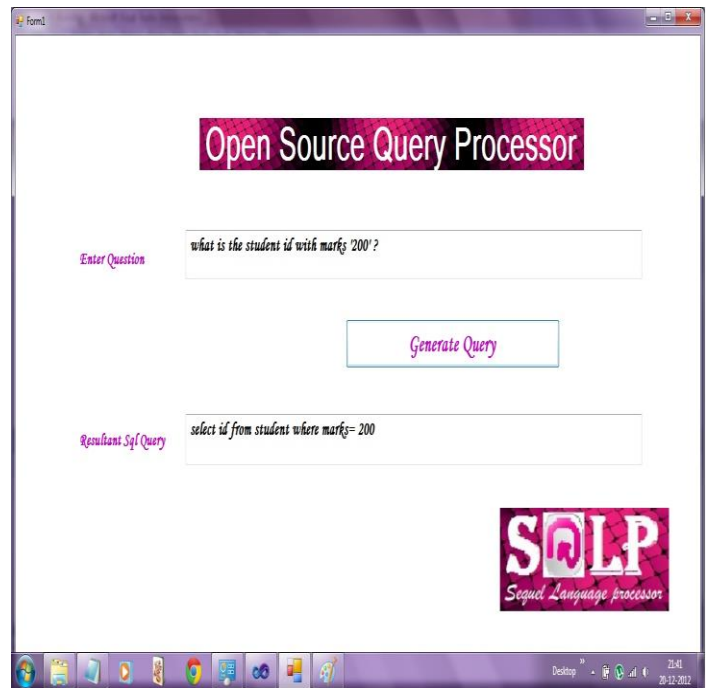 Form1
Open Source Query Processor
Enter Question
what is the student id with marks '200' ?
Generate Query
Resultant Sql Query
select id from student where marks= 200
SQLP
Sequel Language processor
Desktop
21:41
20-12-2012